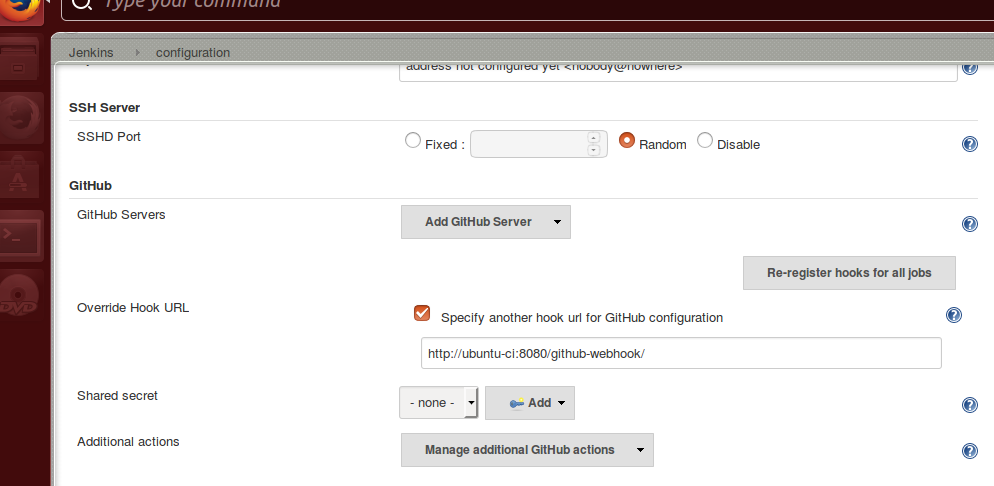 Type your command
Jenkins configuration
address not configured yet <nobody@nowhere>
SSH Server
SSHD Port Fixed : Random Disable
GitHub
GitHub Servers Add GitHub Server
Re-register hooks for all jobs
Override Hook URL Specify another hook url for GitHub configuration
http://ubuntu-ci:8080/github-webhook/
Shared secret - none - Add
Additional actions Manage additional GitHub actions